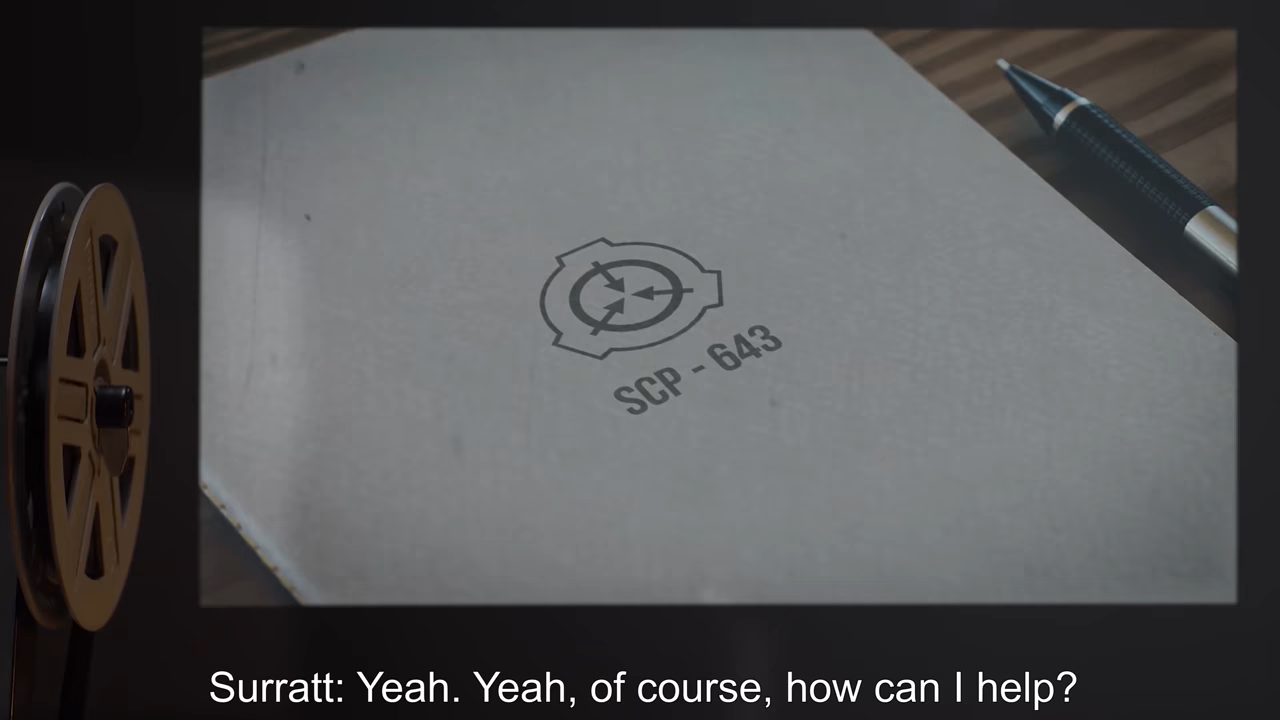 SCP - 643
Surratt: Yeah. Yeah, of course, how can I help?